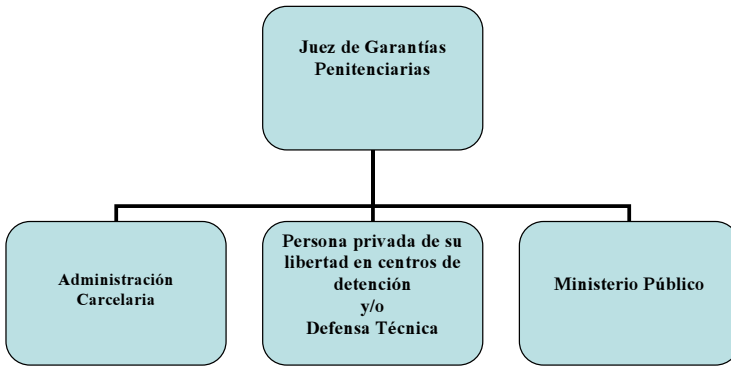 Juez de Garantías
Penitenciarias
Administración
Carcelaria
Persona privada de su
libertad en centros de
detención
y/o
Defensa Técnica
Ministerio Público